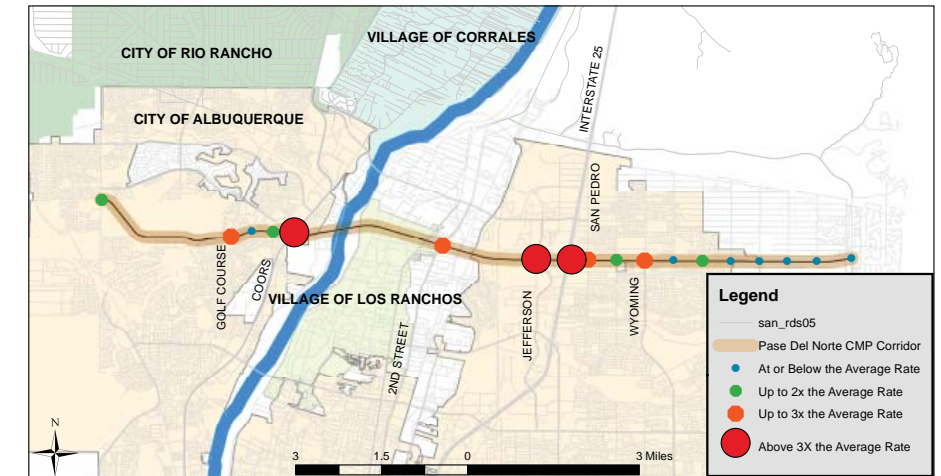 VILLAGE OF CORRALES
CITY OF RIO RANCHO
INTERSTATE 25
CITY OF ALBUQUERQUE
SAN PEDRO
GOLF COURSE
COORS
VILLAGE OF LOS RANCHOS
JEFFERSON
WYOMING
2ND STREET
Legend
san_rds05
Pase Del Norte CMP Corridor
At or Below the Average Rate
Up to 2x the Average Rate
Up to 3x the Average Rate
Above 3X the Average Rate
N
3 1.5 0 3 Miles